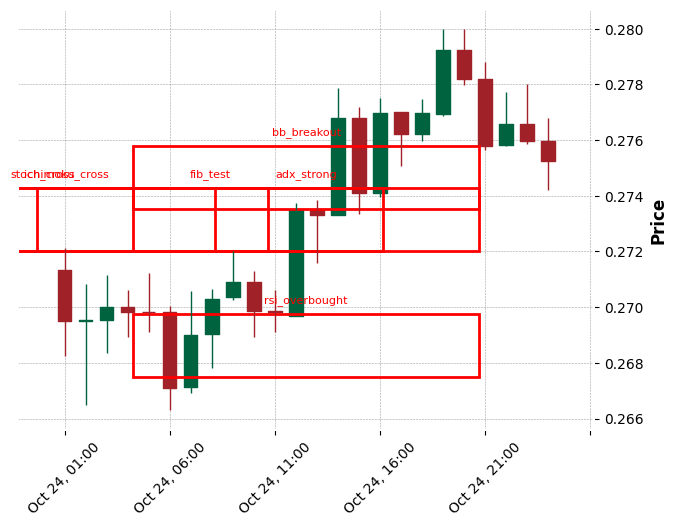 0.280
0.278
0.276
0.274
0.272
0.270
0.268
0.266
Price
bb_breakout
fib_test
adx_strong
rsi_overbought
Oct 24, 01:00
Oct 24, 06:00
Oct 24, 11:00
Oct 24, 16:00
Oct 24, 21:00